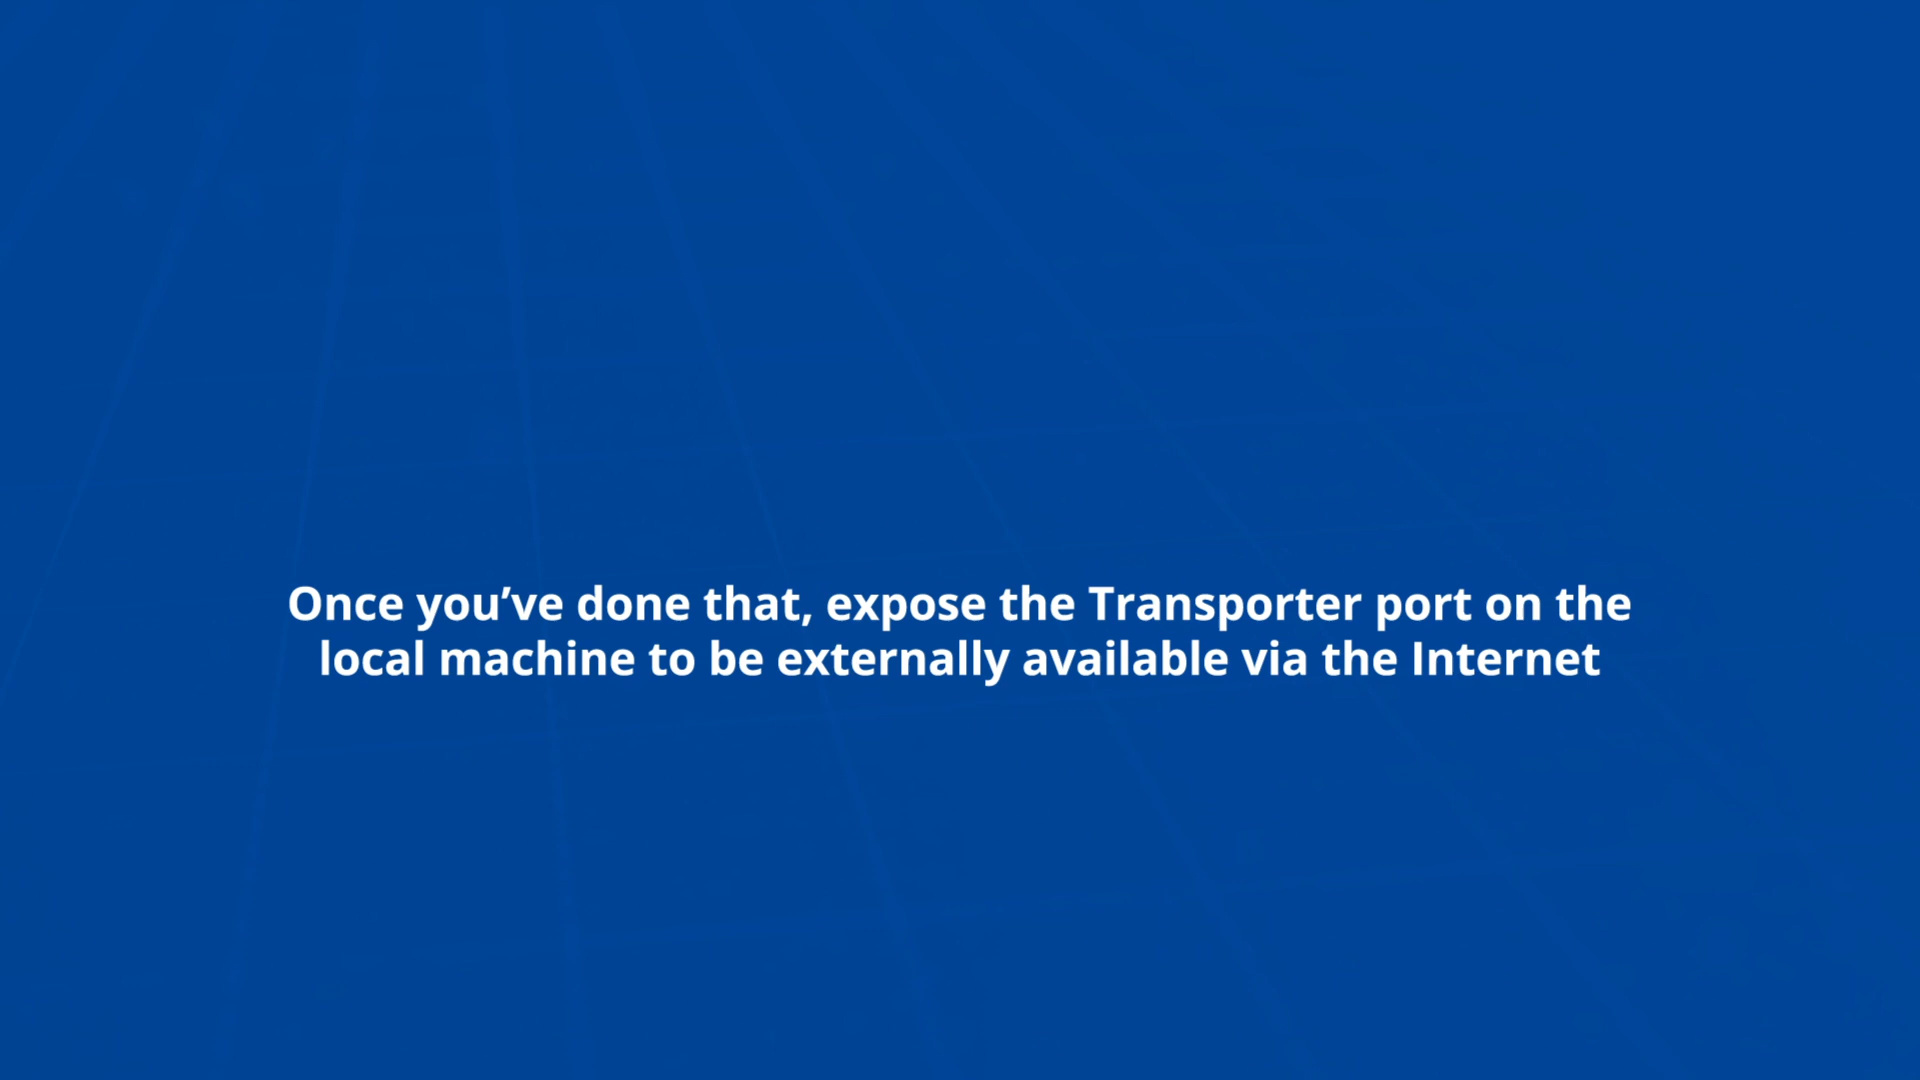 Once you’ve done that, expose the Transporter port on the
local machine to be externally available via the Internet